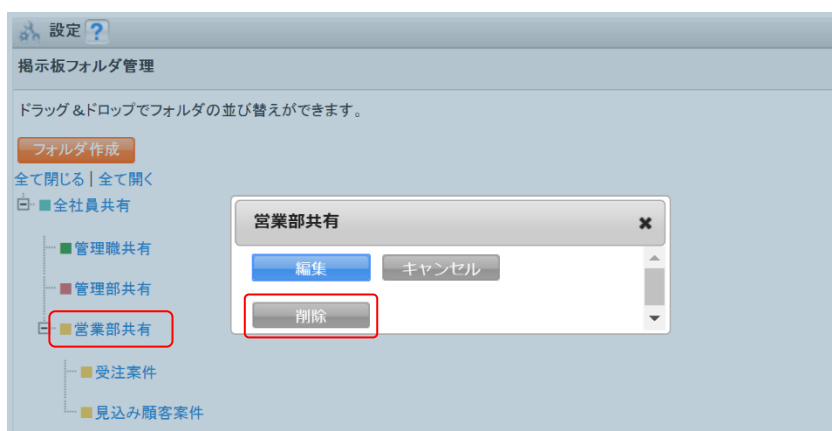 設定 ?
掲示板フォルダ管理
ドラッグ&ドロップでフォルダの並び替えができます。
フォルダ作成
全て閉じる | 全て開く
全社員共有
管理職共有
管理部共有
営業部共有
受注案件
見込み顧客案件
営業部共有
編集 キャンセル
削除